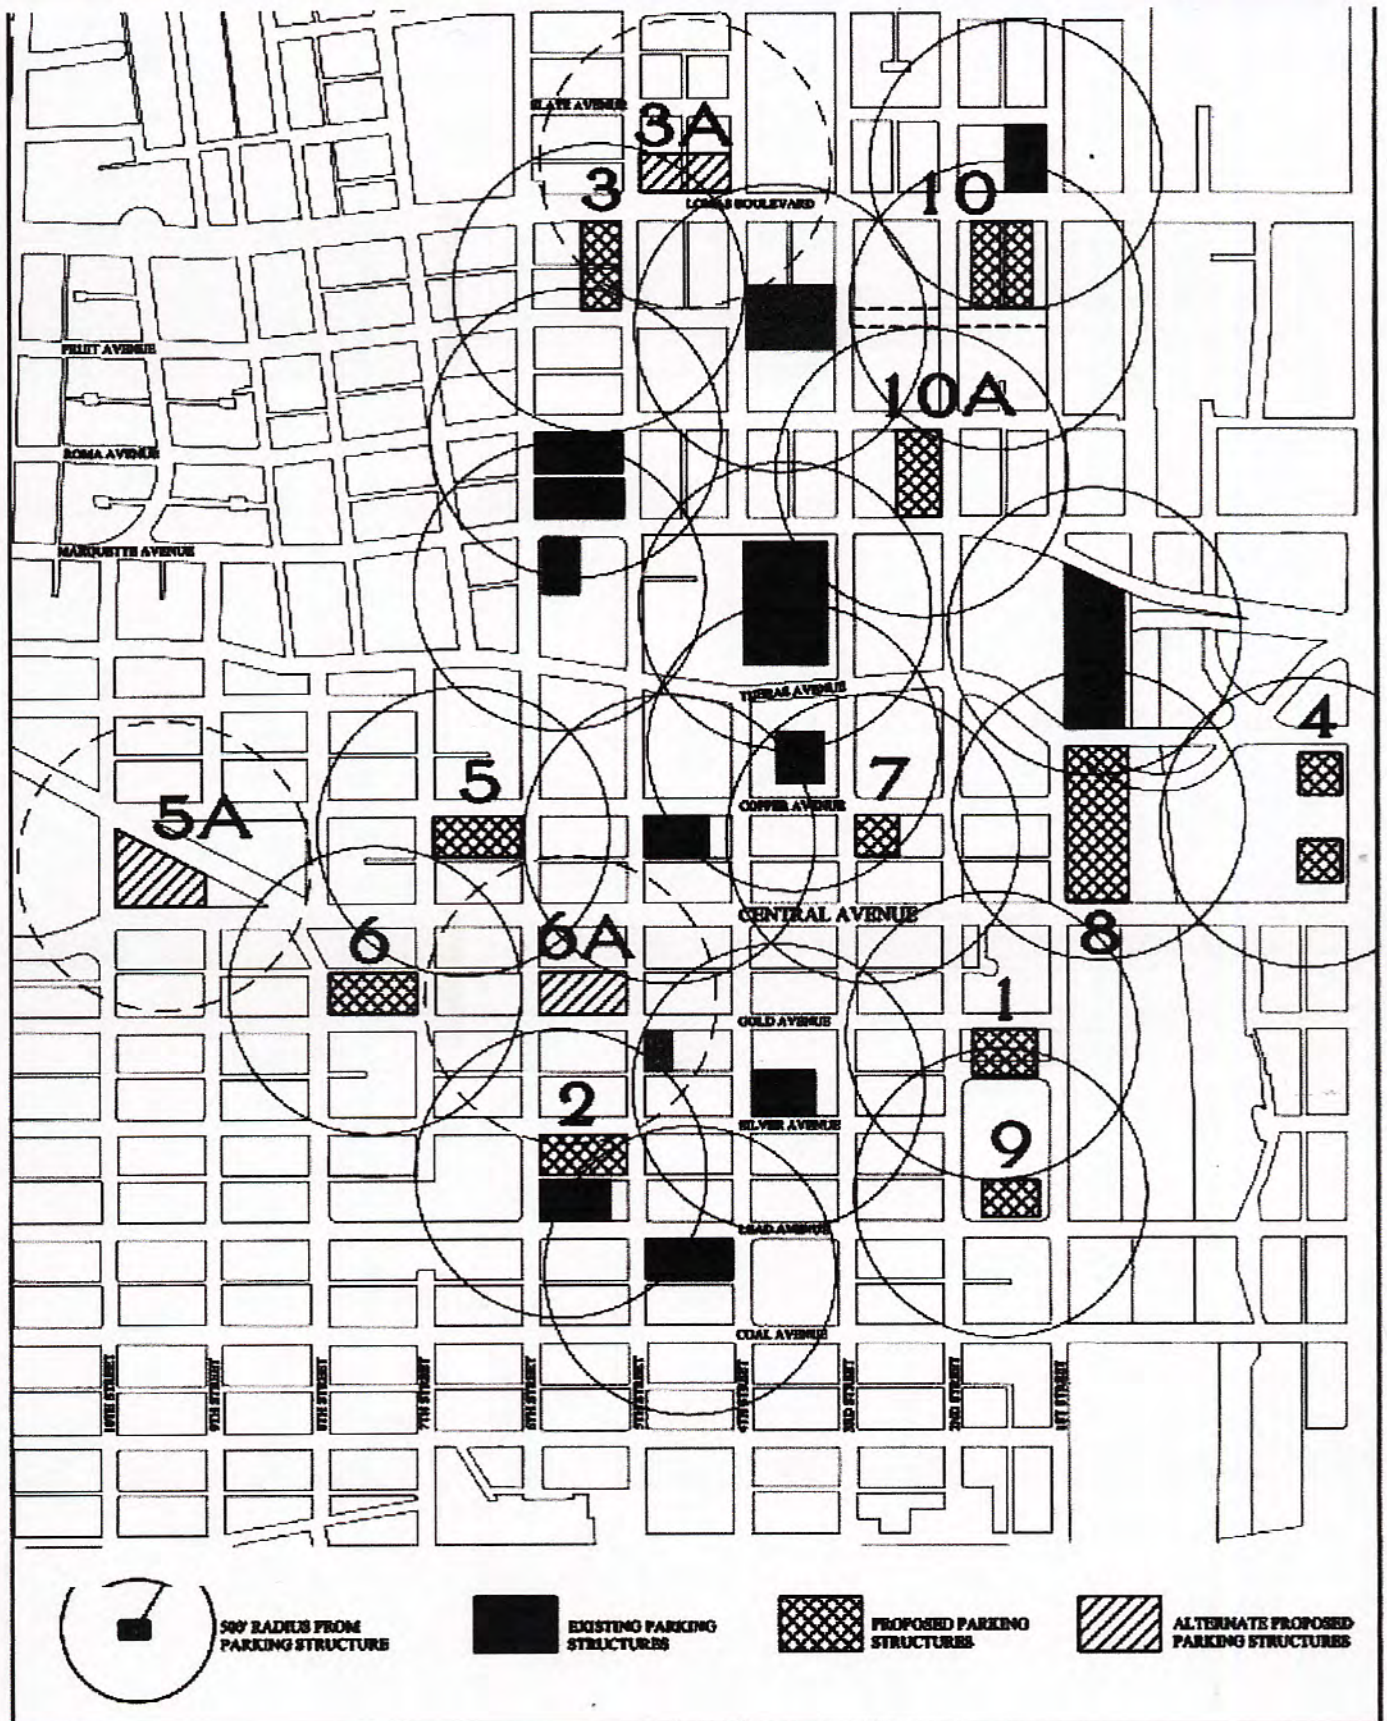 SLATE AVENUE
3A
3
LOMAS BOULEVARD
10
FRUIT AVENUE
10A
ROMA AVENUE
MARQUETTE AVENUE
TIJERAS AVENUE
4
5
7
5A
COPPER AVENUE
CENTRAL AVENUE
6
6A
8
1
GOLD AVENUE
2
SILVER AVENUE
9
LEAD AVENUE
COAL AVENUE
10TH STREET
9TH STREET
8TH STREET
7TH STREET
6TH STREET
5TH STREET
4TH STREET
3RD STREET
2ND STREET
1ST STREET
500' RADIUS FROM
PARKING STRUCTURE
EXISTING PARKING
STRUCTURES
PROPOSED PARKING
STRUCTURES
ALTERNATE PROPOSED
PARKING STRUCTURES